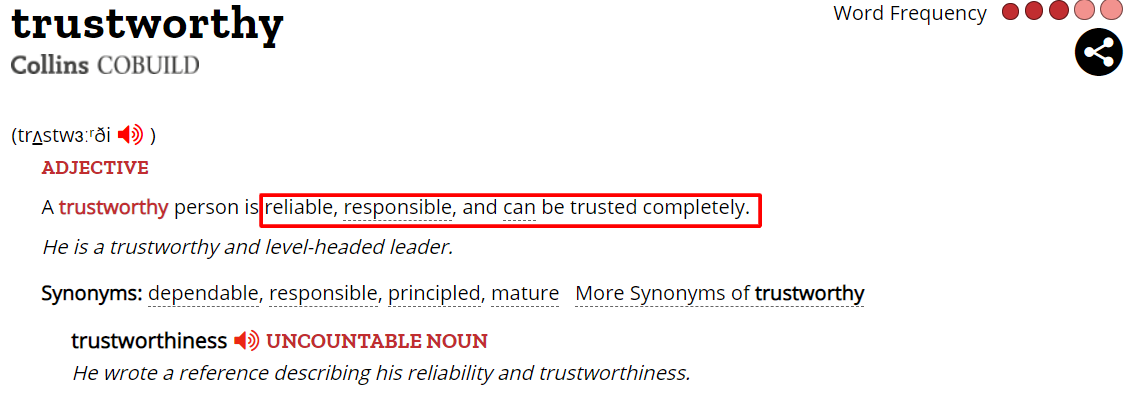 trustworthy
Word Frequency
Collins COBUILD
(trʌstwɜːʳði )
ADJECTIVE
A trustworthy person is reliable, responsible, and can be trusted completely.
He is a trustworthy and level-headed leader.
Synonyms: dependable, responsible, principled, mature More Synonyms of trustworthy
trustworthiness UNCOUNTABLE NOUN
He wrote a reference describing his reliability and trustworthiness.